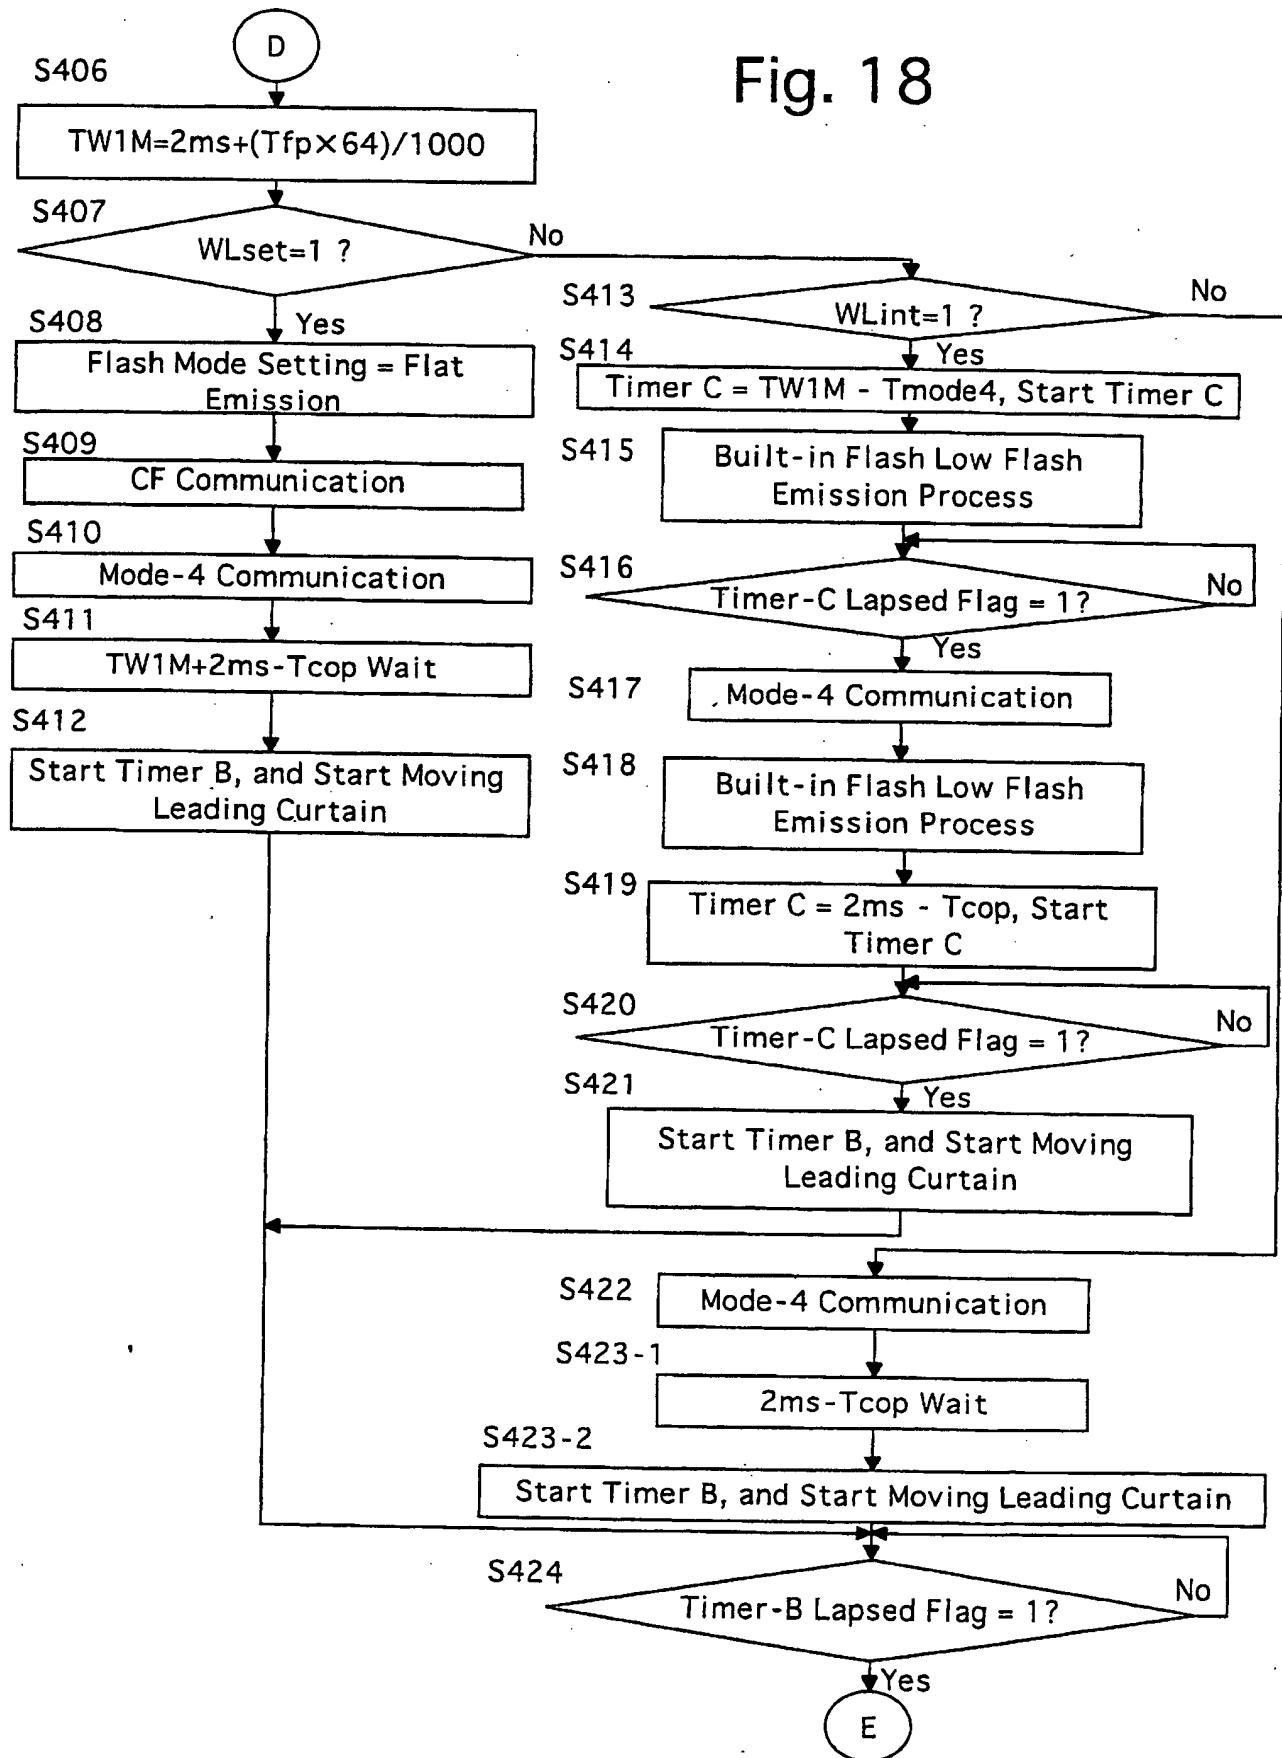 Fig. 18
D
S406
TW1M=2ms+(Tfp×64)/1000
S407
WLset=1 ?
No
Yes
S408
Flash Mode Setting = Flat
Emission
S409
CF Communication
S410
Mode-4 Communication
S411
TW1M+2ms-Tcop Wait
S412
Start Timer B, and Start Moving
Leading Curtain
S413
WLint=1 ?
No
Yes
S414
Timer C = TW1M - Tmode4, Start Timer C
S415
Built-in Flash Low Flash
Emission Process
S416
Timer-C Lapsed Flag = 1?
No
Yes
S417
Mode-4 Communication
S418
Built-in Flash Low Flash
Emission Process
S419
Timer C = 2ms - Tcop, Start
Timer C
S420
Timer-C Lapsed Flag = 1?
No
Yes
S421
Start Timer B, and Start Moving
Leading Curtain
S422
Mode-4 Communication
S423-1
2ms-Tcop Wait
S423-2
Start Timer B, and Start Moving Leading Curtain
S424
Timer-B Lapsed Flag = 1?
No
Yes
E